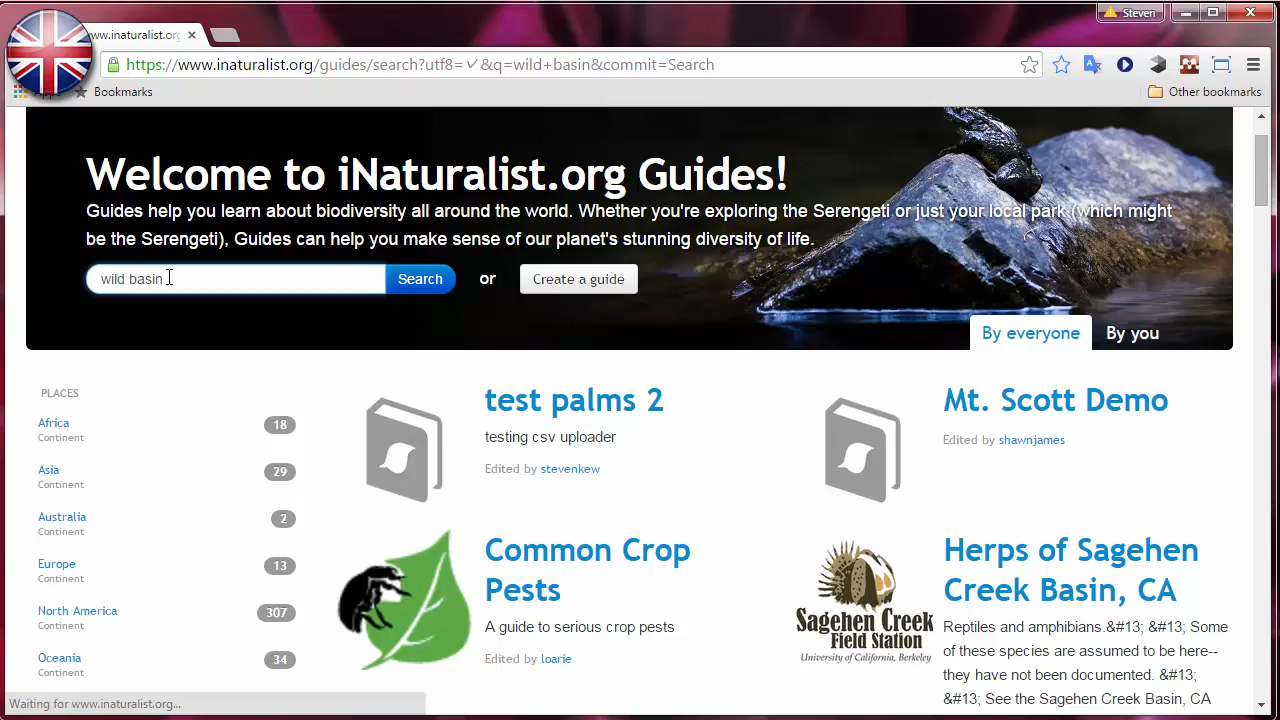 Steven
www.inaturalist.org
https://www.inaturalist.org/guides/search?utf8=✓&q=wild+basin&commit=Search
Apps
Bookmarks
Other bookmarks
Welcome to iNaturalist.org Guides!
Guides help you learn about biodiversity all around the world. Whether you're exploring the Serengeti or just your local park (which might
be the Serengeti), Guides can help you make sense of our planet's stunning diversity of life.
wild basin
Search
or
Create a guide
By everyone
By you
PLACES
Africa
Continent
18
Asia
Continent
29
Australia
Continent
2
Europe
Continent
13
North America
Continent
307
Oceania
Continent
34
test palms 2
testing csv uploader
Edited by stevenkew
Mt. Scott Demo
Edited by shawnjames
Common Crop
Pests
A guide to serious crop pests
Edited by loarie
Sagehen Creek
Field Station
University of California, Berkeley
Herps of Sagehen
Creek Basin, CA
Reptiles and amphibians.&#13; &#13; Some
of these species are assumed to be here--
they have not been documented. &#13;
&#13; See the Sagehen Creek Basin, CA
Waiting for www.inaturalist.org...